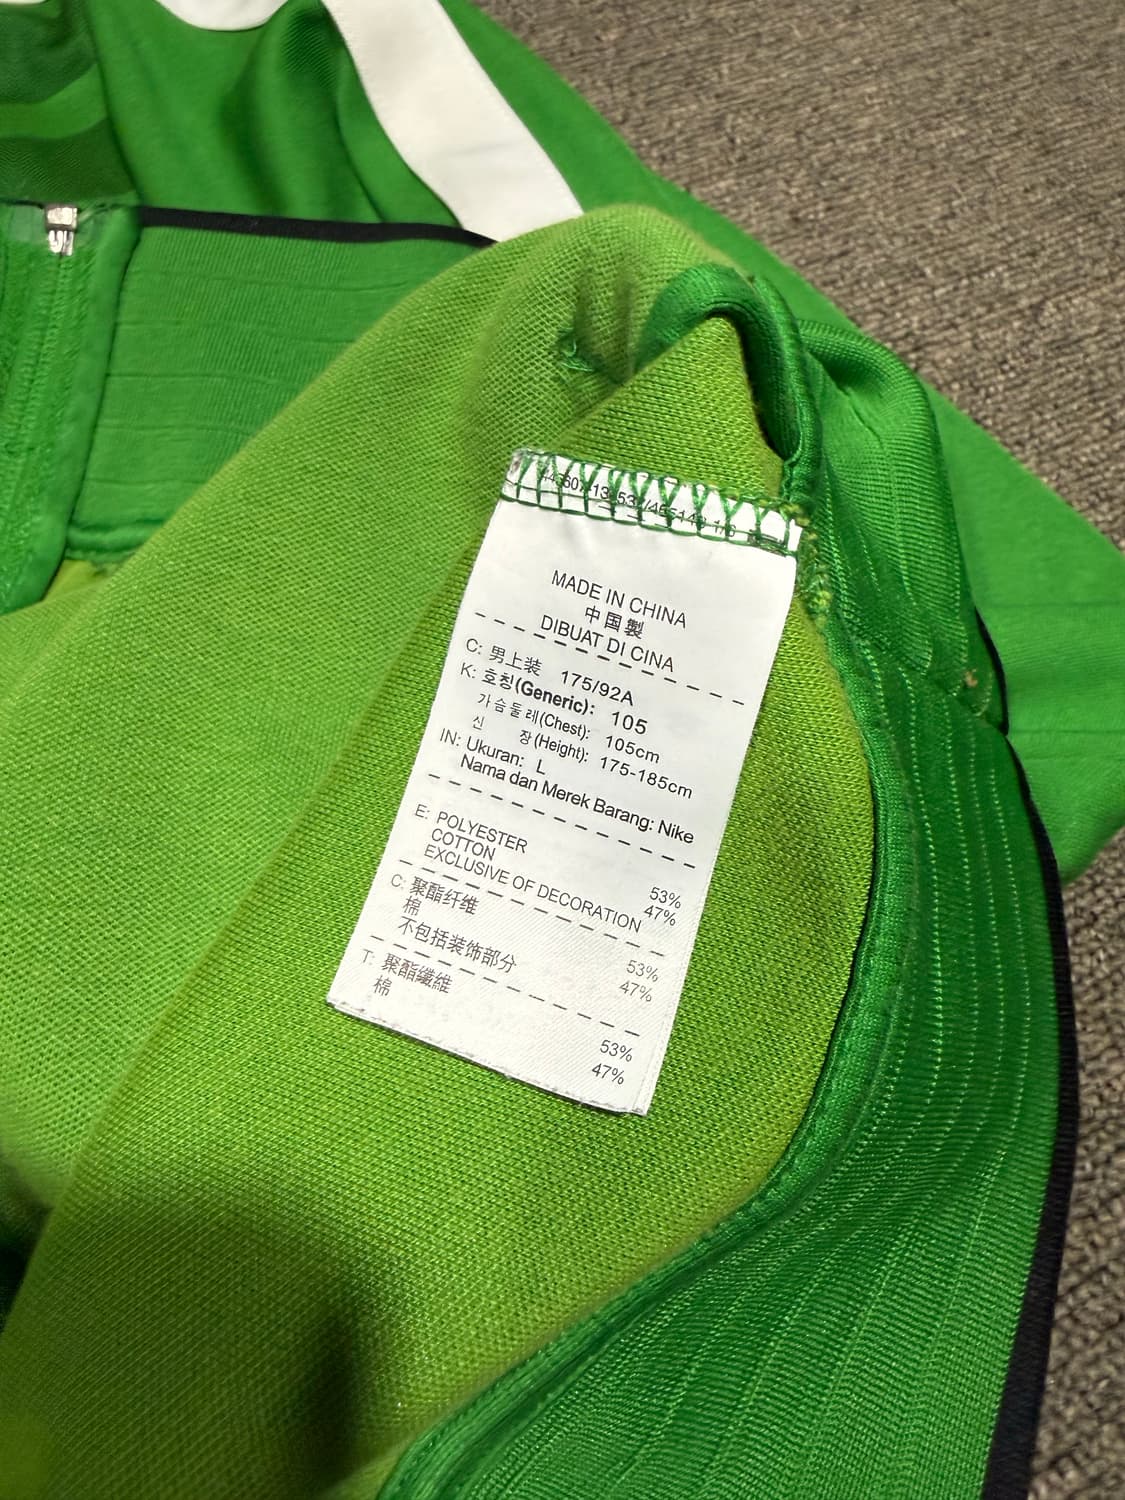 MADE IN CHINA
中国製
DIBUAT DI CINA
C: 男上装 175/92A
K: 호칭(Generic): 105
가슴둘레(Chest): 105cm
신 장(Height): 175-185cm
IN: Ukuran: L
Nama dan Merek Barang: Nike
E: POLYESTER 53%
COTTON 47%
EXCLUSIVE OF DECORATION
C: 聚酯纤维 53%
棉 47%
不包括装饰部分
T: 聚酯纖維 53%
棉 47%